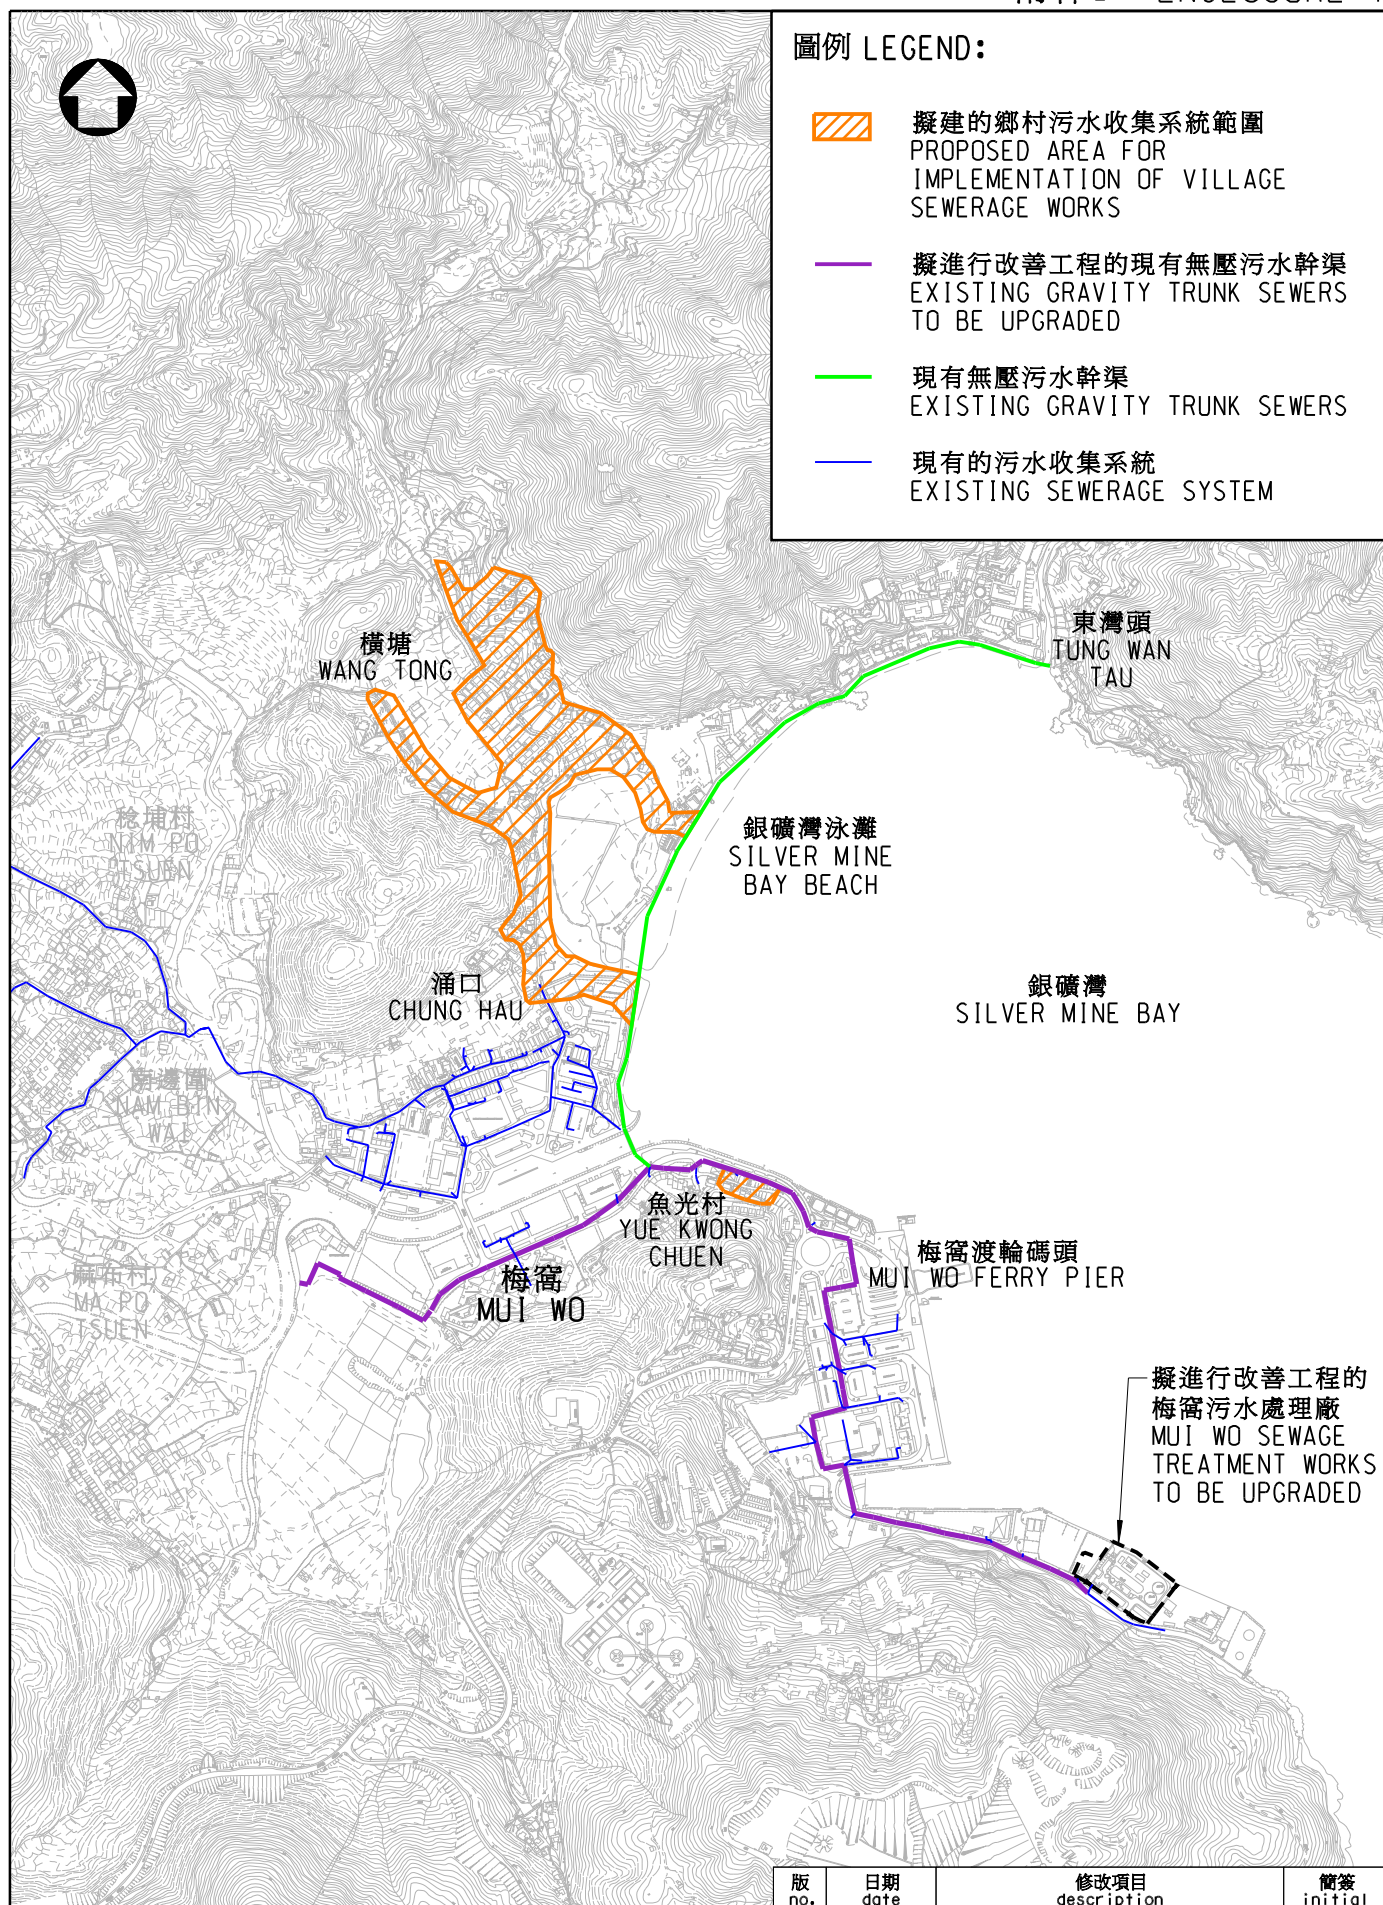 圖例 LEGEND:
擬建的鄉村污水收集系統範圍
PROPOSED AREA FOR
IMPLEMENTATION OF VILLAGE
SEWERAGE WORKS
擬進行改善工程的現有無壓污水幹渠
EXISTING GRAVITY TRUNK SEWERS
TO BE UPGRADED
現有無壓污水幹渠
EXISTING GRAVITY TRUNK SEWERS
現有的污水收集系統
EXISTING SEWERAGE SYSTEM
東灣頭
TUNG WAN
TAU
橫塘
WANG TONG
稔埔村
NIM PO
TSUEN
銀礦灣泳灘
SILVER MINE
BAY BEACH
涌口
CHUNG HAU
銀礦灣
SILVER MINE BAY
南邊圍
NAM BIN
WAI
魚光村
YUE KWONG
CHUEN
梅窩渡輪碼頭
MUI WO FERRY PIER
麻布村
MA PO
TSUEN
梅窩
MUI WO
擬進行改善工程的
梅窩污水處理廠
MUI WO SEWAGE
TREATMENT WORKS
TO BE UPGRADED
版 日期 修改項目 簡簽
no. date description initial